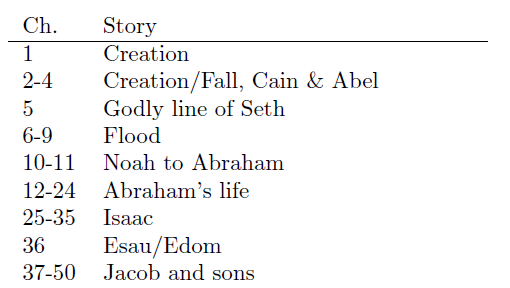 Ch. Story
1 Creation
2-4 Creation/Fall, Cain & Abel
5 Godly line of Seth
6-9 Flood
10-11 Noah to Abraham
12-24 Abraham's life
25-35 Isaac
36 Esau/Edom
37-50 Jacob and sons